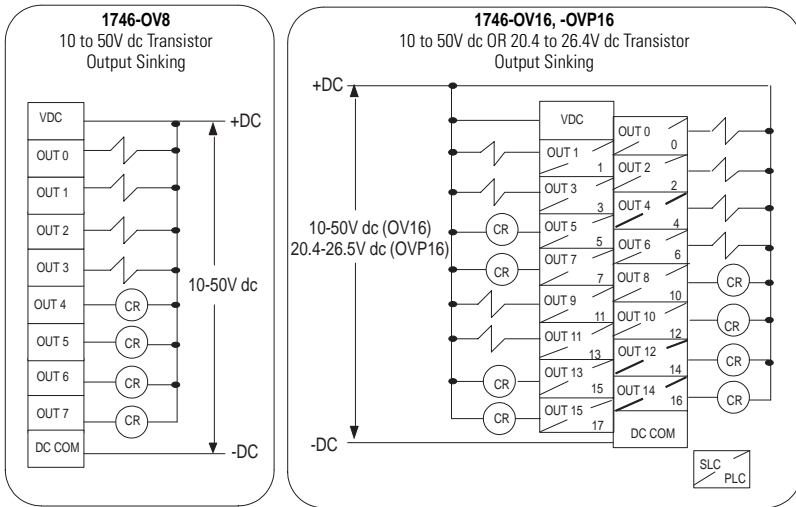 1746-OV8
10 to 50V dc Transistor
Output Sinking
VDC
OUT 0
OUT 1
OUT 2
OUT 3
OUT 4
CR
OUT 5
CR
OUT 6
CR
OUT 7
CR
DC COM
+DC
10-50V dc
-DC
1746-OV16, -OVP16
10 to 50V dc OR 20.4 to 26.4V dc Transistor
Output Sinking
+DC
10-50V dc (OV16)
20.4-26.5V dc (OVP16)
-DC
VDC
OUT 0
0
OUT 1
1
OUT 2
2
OUT 3
3
OUT 4
4
CR
OUT 5
5
OUT 6
6
CR
OUT 7
7
OUT 8
10
CR
OUT 9
11
OUT 10
12
CR
OUT 11
13
OUT 12
14
CR
CR
OUT 13
15
OUT 14
16
CR
CR
OUT 15
17
DC COM
SLC
PLC